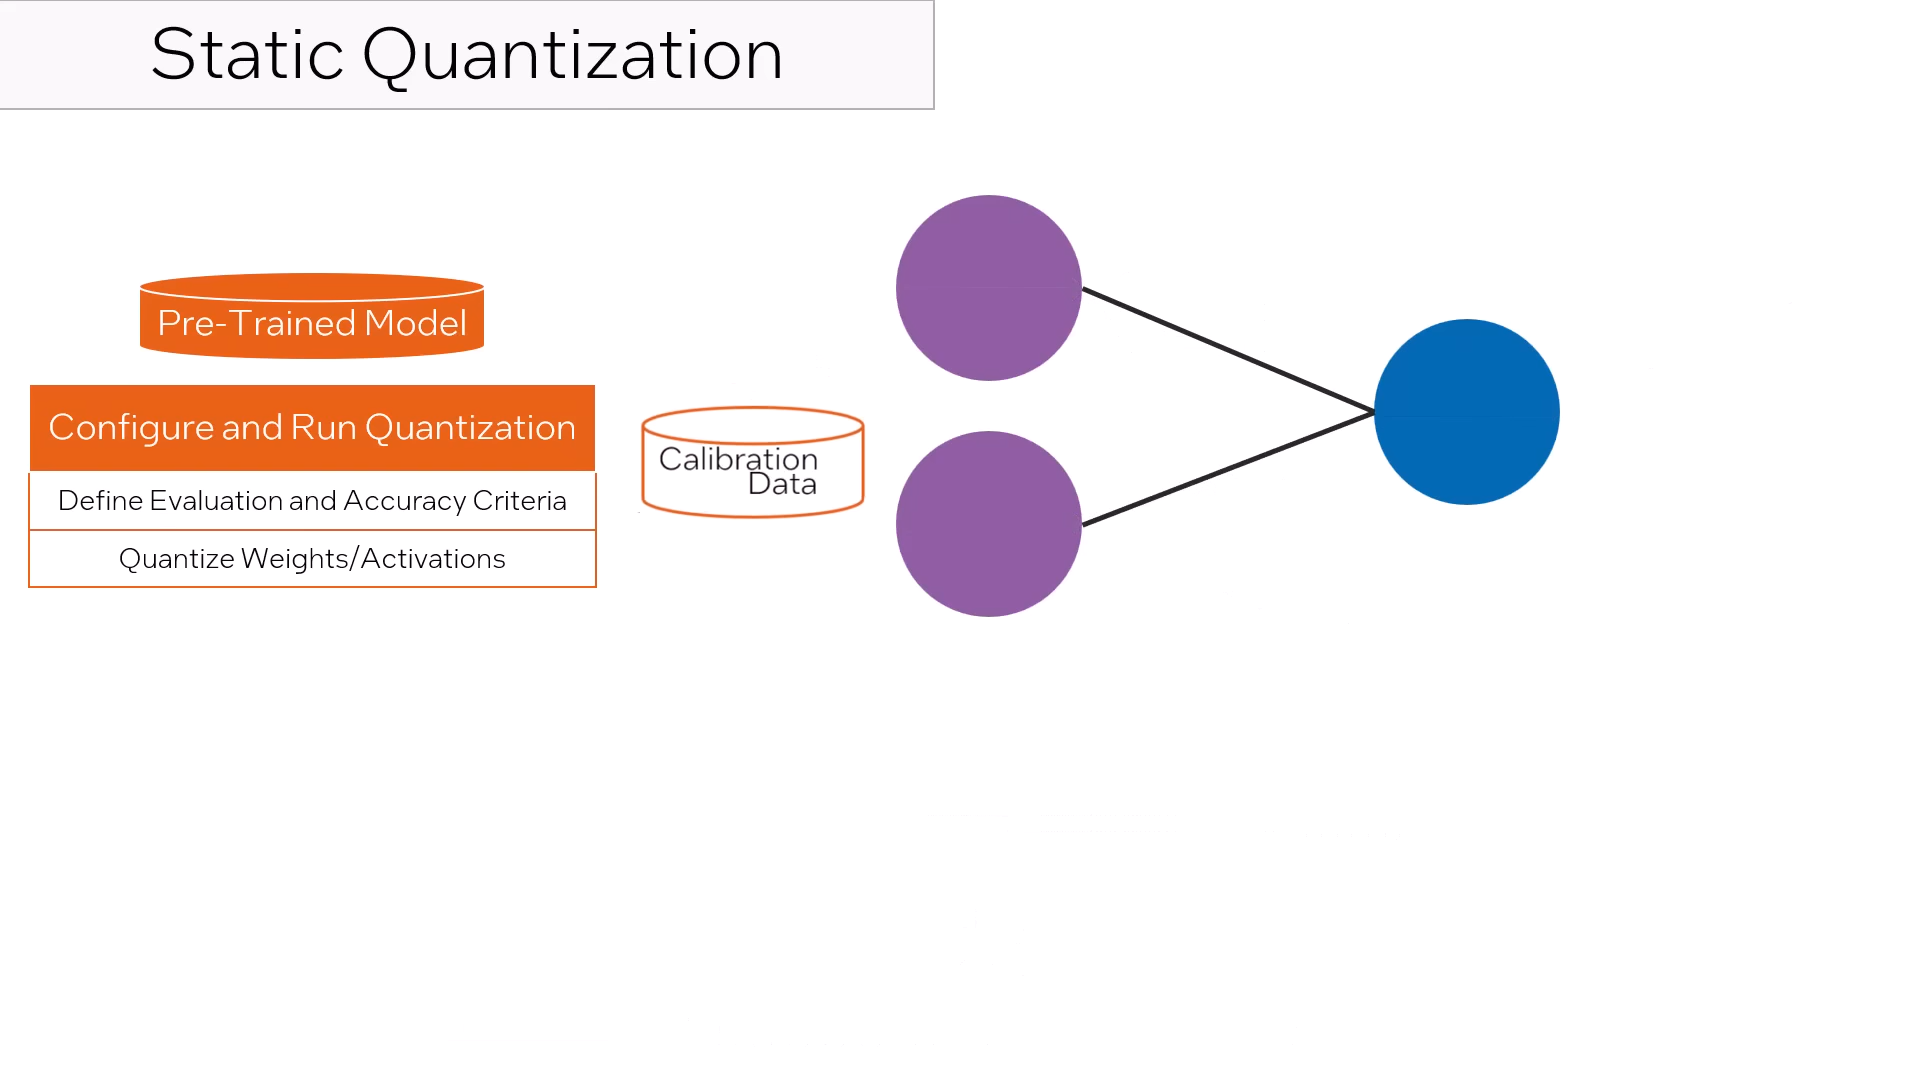 Static Quantization
Pre-Trained Model
Configure and Run Quantization
Define Evaluation and Accuracy Criteria
Quantize Weights/Activations
Calibration
Data